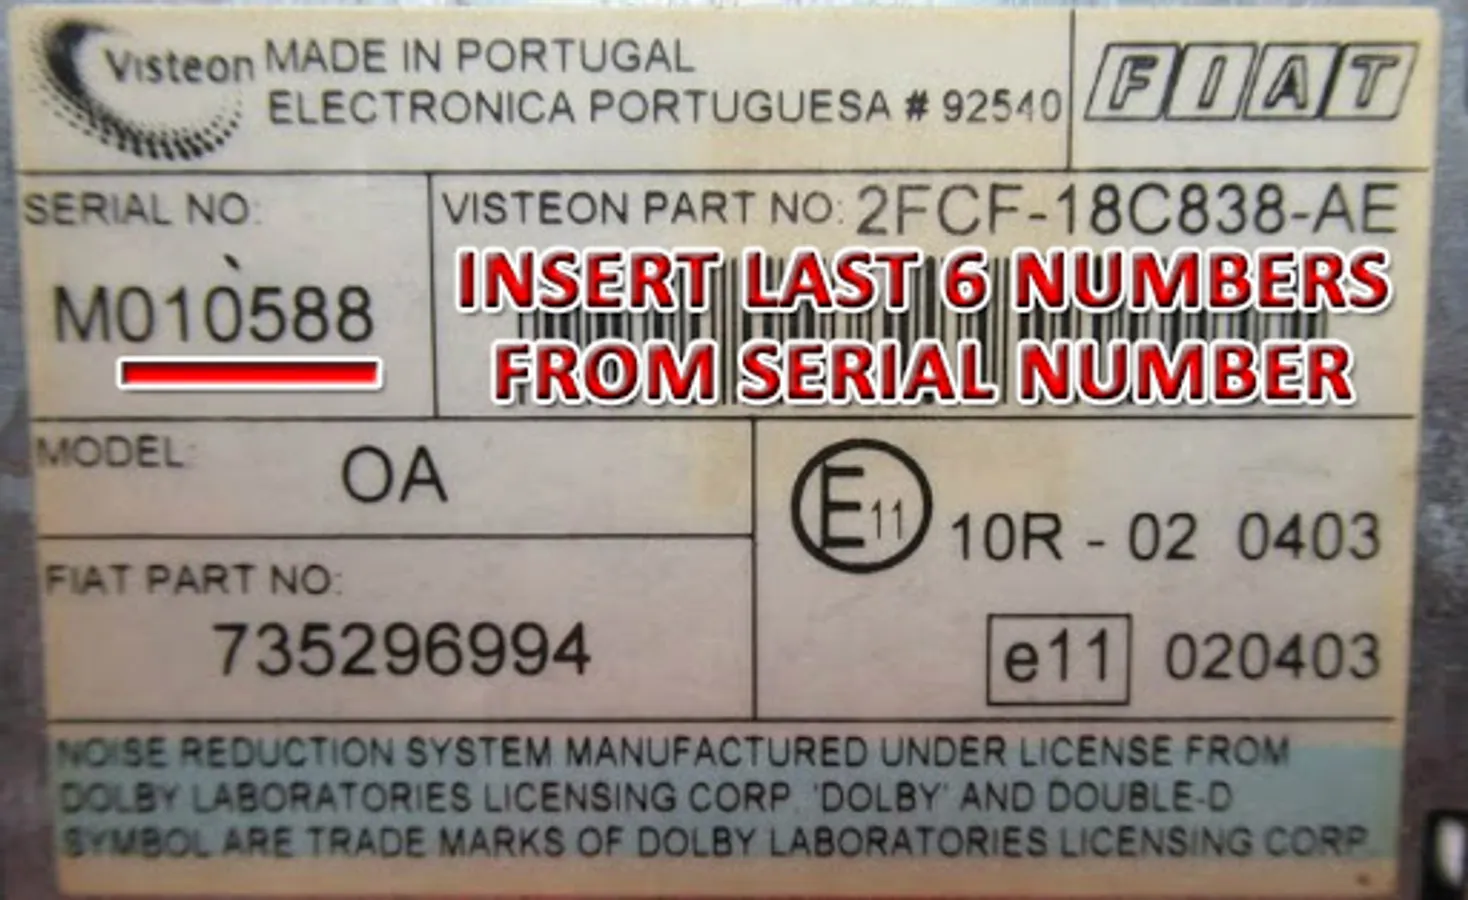 Visteon MADE IN PORTUGAL
ELECTRONICA PORTUGUESA # 92540
FIAT
SERIAL NO:
M010588
VISTEON PART NO: 2FCF-18C838-AE
INSERT LAST 6 NUMBERS
FROM SERIAL NUMBER
MODEL:
OA
E11 10R - 02 0403
FIAT PART NO:
735296994
e11 020403
NOISE REDUCTION SYSTEM MANUFACTURED UNDER LICENSE FROM
DOLBY LABORATORIES LICENSING CORP. 'DOLBY' AND DOUBLE-D
SYMBOL ARE TRADE MARKS OF DOLBY LABORATORIES LICENSING CORP.